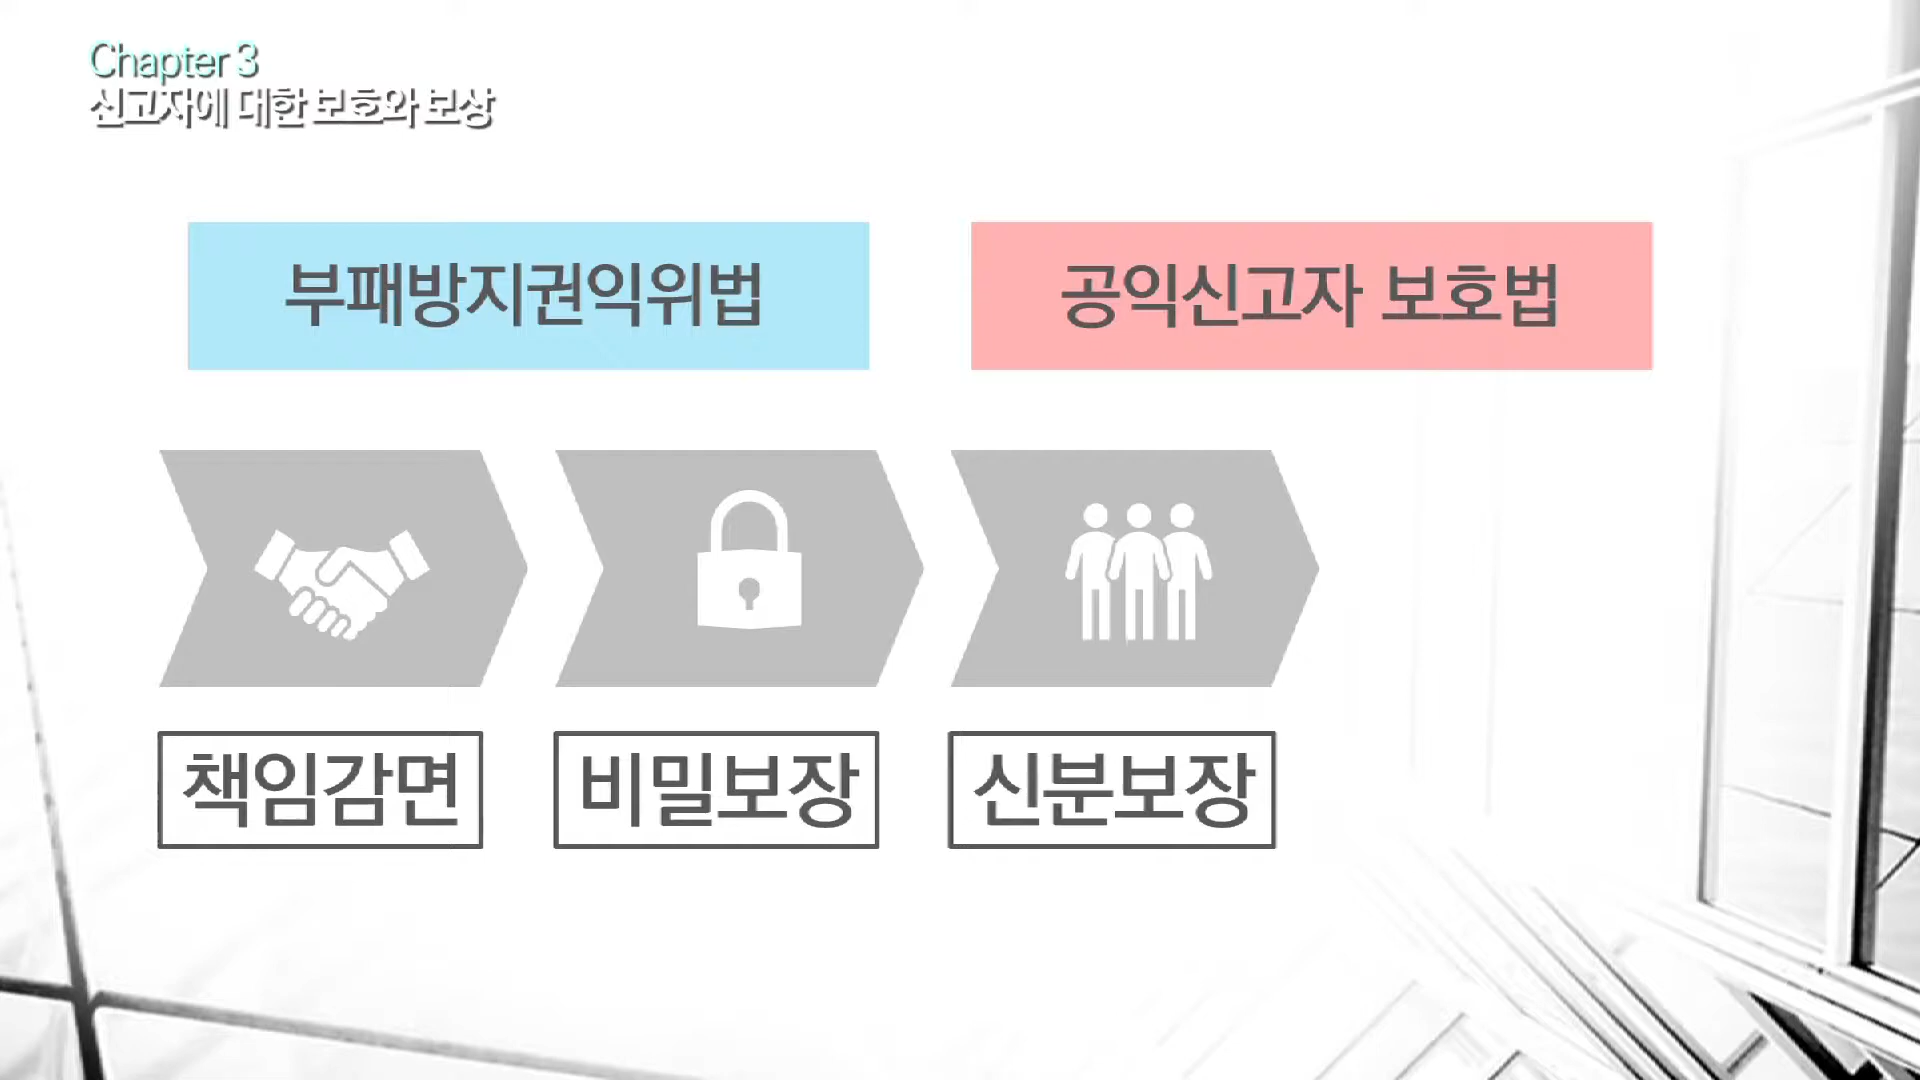 Chapter 3
신고자에 대한 보호와 보상
부패방지권익위법
공익신고자 보호법
책임감면
비밀보장
신분보장